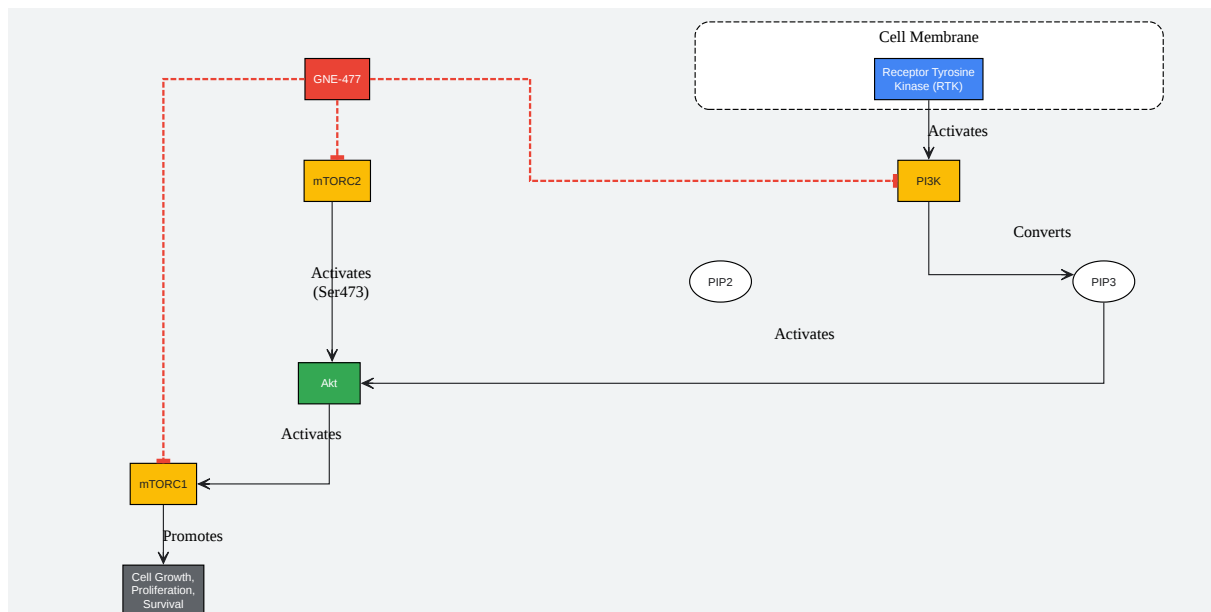 Cell Membrane
GNE-477
Receptor Tyrosine
Kinase (RTK)
Activates
mTORC2
PI3K
Converts
Activates
(Ser473)
PIP2
PIP3
Activates
Akt
Activates
mTORC1
Promotes
Cell Growth,
Proliferation,
Survival